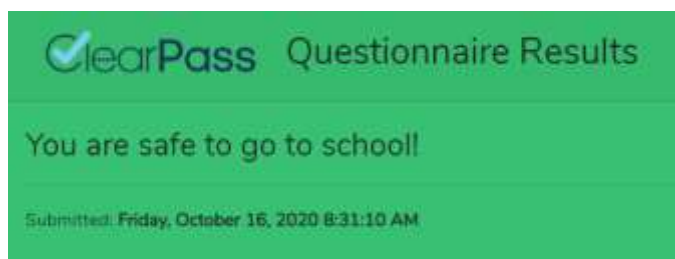 ClearPass Questionnaire Results
You are safe to go to school!
Submitted: Friday, October 16, 2020 8:31:10 AM